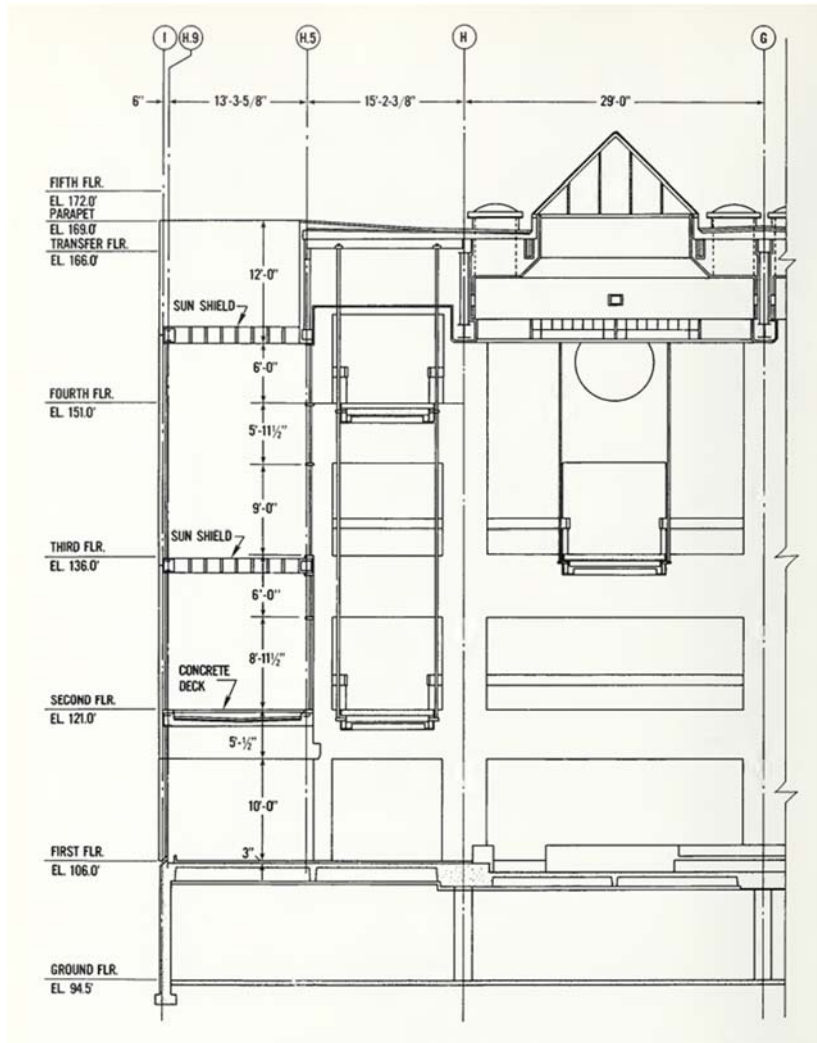 I H.9 H.5 H G
6" 13'-3-5/8" 15'-2-3/8" 29'-0"
FIFTH FLR.
EL. 172.0'
PARAPET
EL. 169.0'
TRANSFER FLR.
EL. 166.0'
12'-0"
SUN SHIELD
6'-0"
FOURTH FLR.
EL. 151.0'
5'-11½"
9'-0"
SUN SHIELD
THIRD FLR.
EL. 136.0'
6'-0"
8'-11½"
CONCRETE
DECK
SECOND FLR.
EL. 121.0'
5'-½"
10'-0"
3"
FIRST FLR.
EL. 106.0'
GROUND FLR.
EL. 94.5'